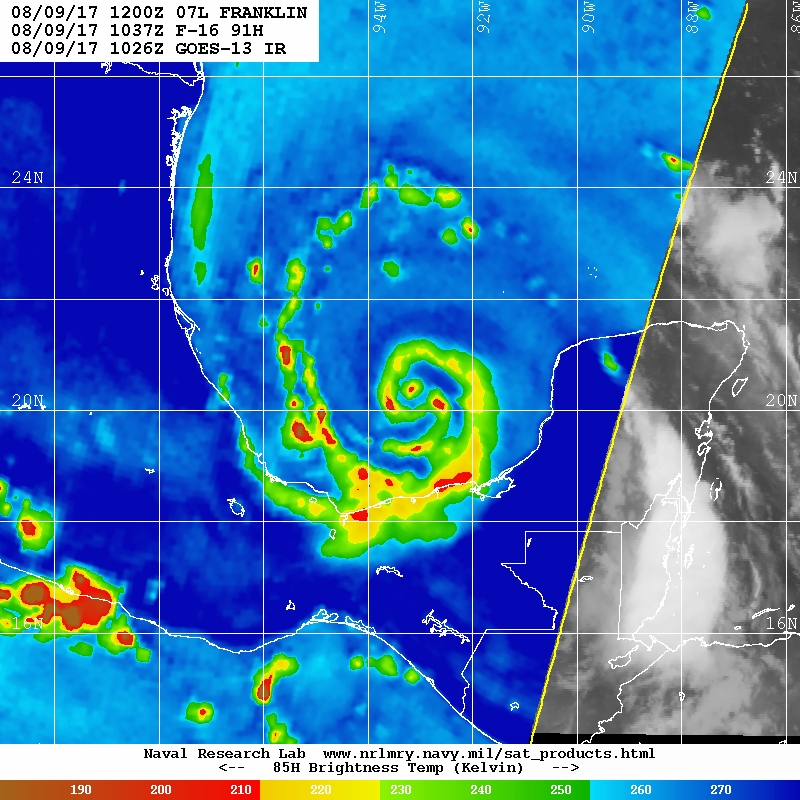 08/09/17 1200Z 07L FRANKLIN
08/09/17 1037Z F-16 91H
08/09/17 1026Z GOES-13 IR
94W 92W 90W 88W 86W
24N 24N
20N 20N
16N 16N
Naval Research Lab www.nrlmry.navy.mil/sat_products.html
<-- 85H Brightness Temp (Kelvin) -->
190 200 210 220 230 240 250 260 270